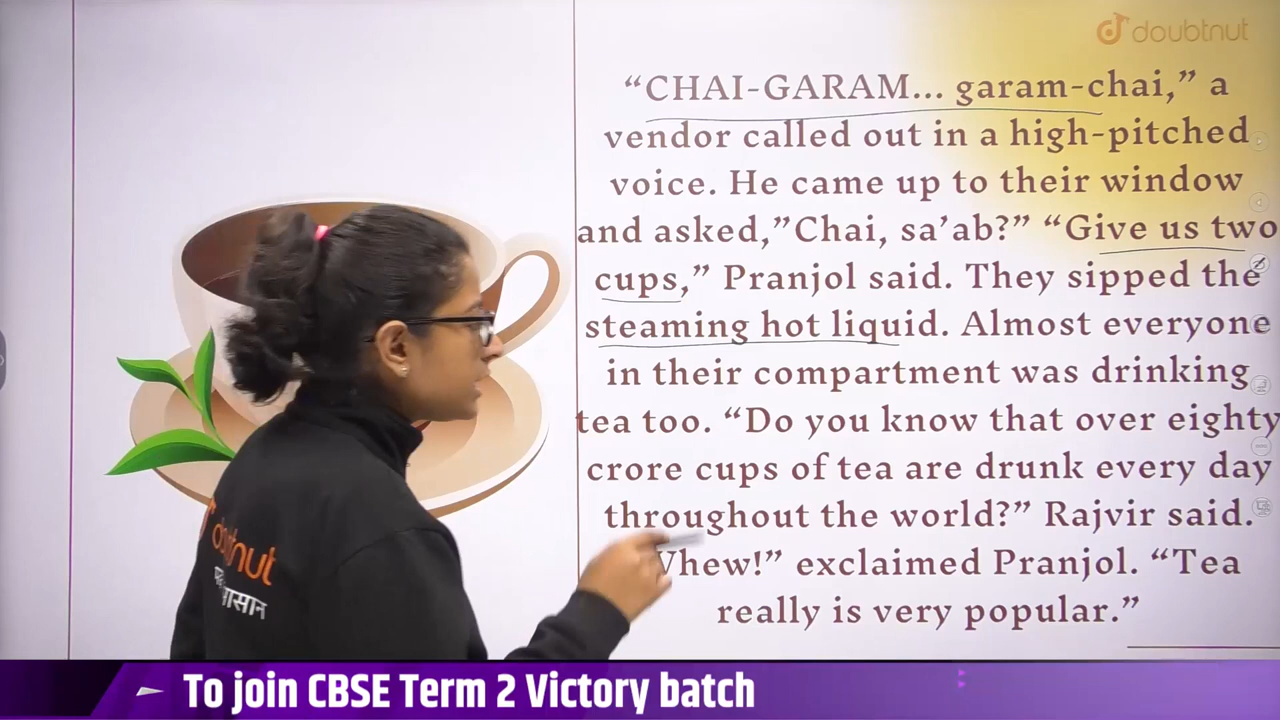 doubtnut
“CHAI-GARAM... garam-chai,” a
vendor called out in a high-pitched
voice. He came up to their window
and asked,”Chai, sa’ab?” “Give us two
cups,” Pranjol said. They sipped the
steaming hot liquid. Almost everyone
in their compartment was drinking
tea too. “Do you know that over eighty
crore cups of tea are drunk every day
throughout the world?” Rajvir said.
Whew!” exclaimed Pranjol. “Tea
really is very popular.”
doubtnut
To join CBSE Term 2 Victory batch